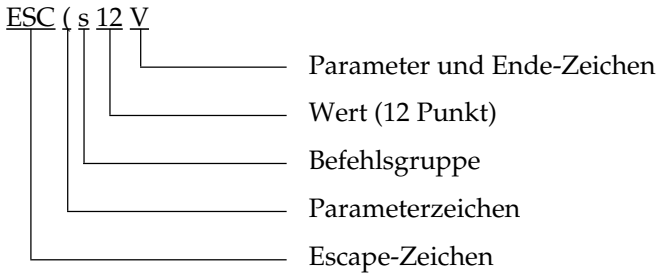 ESC ( s 12 V
Parameter und Ende-Zeichen
Wert (12 Punkt)
Befehlsgruppe
Parameterzeichen
Escape-Zeichen